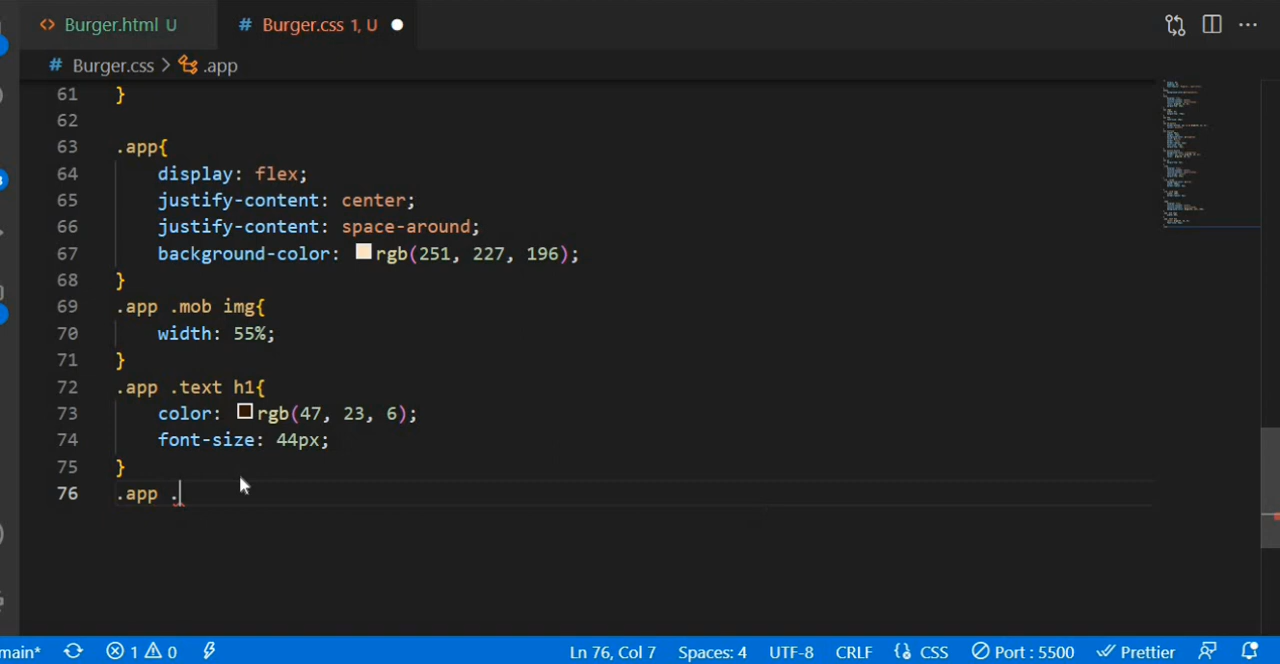 Burger.html U
# Burger.css 1, U
# Burger.css > .app
61 }
62
63 .app{
64 display: flex;
65 justify-content: center;
66 justify-content: space-around;
67 background-color: rgb(251, 227, 196);
68 }
69 .app .mob img{
70 width: 55%;
71 }
72 .app .text h1{
73 color: rgb(47, 23, 6);
74 font-size: 44px;
75 }
76 .app .
main* 1 0 Ln 76, Col 7 Spaces: 4 UTF-8 CRLF {} CSS Port : 5500 Prettier